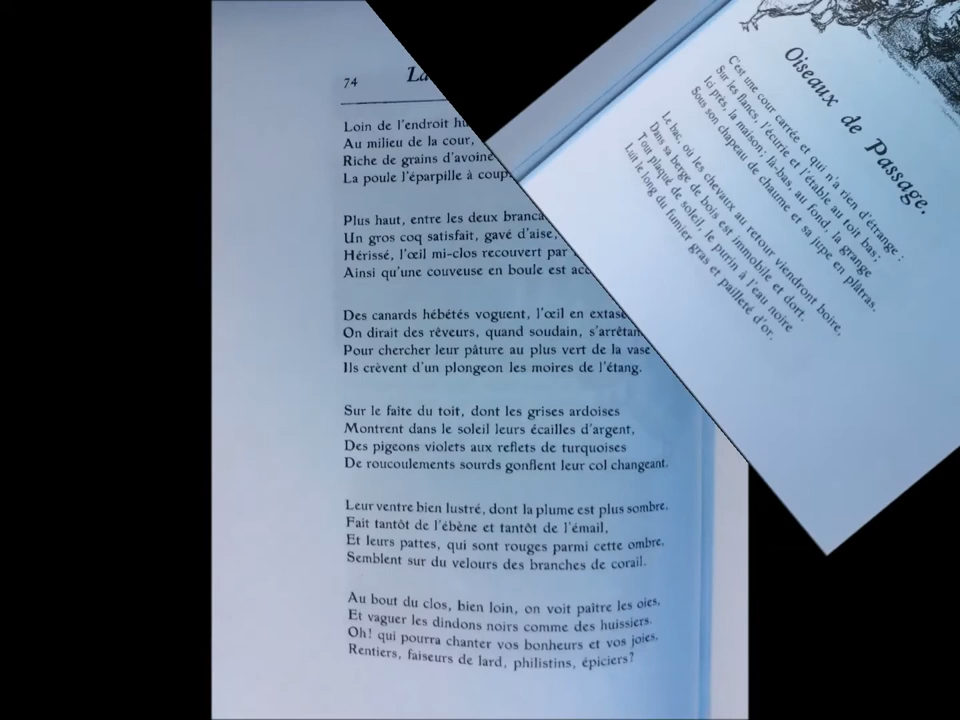 Oiseaux de Passage.
C'est une cour carrée et qui n'a rien d'étrange :
Sur les flancs, l'écurie et l'étable au toit bas;
Ici près, la maison; là-bas, au fond, la grange
Sous son chapeau de chaume et sa jupe en plâtras.
Le bac, où les chevaux au retour viendront boire,
Dans sa berge de bois est immobile et dort.
Tout plaqué de soleil, le purin à l'eau noire
Luit le long du fumier gras et pailleté d'or.
74 La
Loin de l'endroit
Au milieu de la cour,
Riche de grains d'avoine
La poule l'éparpille à
Plus haut, entre les deux
Un gros coq satisfait, gavé d'aise,
Hérissé, l'œil mi-clos recouvert par
Ainsi qu'une couveuse en boule est
Des canards hébétés voguent, l'œil en extase
On dirait des rêveurs, quand soudain,
Pour chercher leur pâture au plus vert de la vase
Ils crèvent d'un plongeon les moires de l'étang.
Sur le faîte du toit, dont les grises ardoises
Montrent dans le soleil leurs écailles d'argent,
Des pigeons violets aux reflets de turquoises
De roucoulements sourds gonflent leur col changeant.
Leur ventre bien lustré, dont la plume est plus sombre,
Fait tantôt de l'ébène et tantôt de l'émail,
Et leurs pattes, qui sont rouges parmi cette ombre,
Semblent sur du velours des branches de corail.
Au bout du clos, bien loin, on voit paître les oies,
Et vaguer les dindons noirs comme des huissiers.
Oh! qui pourra chanter vos bonheurs et vos joies,
Rentiers, faiseurs de lard, philistins, épiciers?